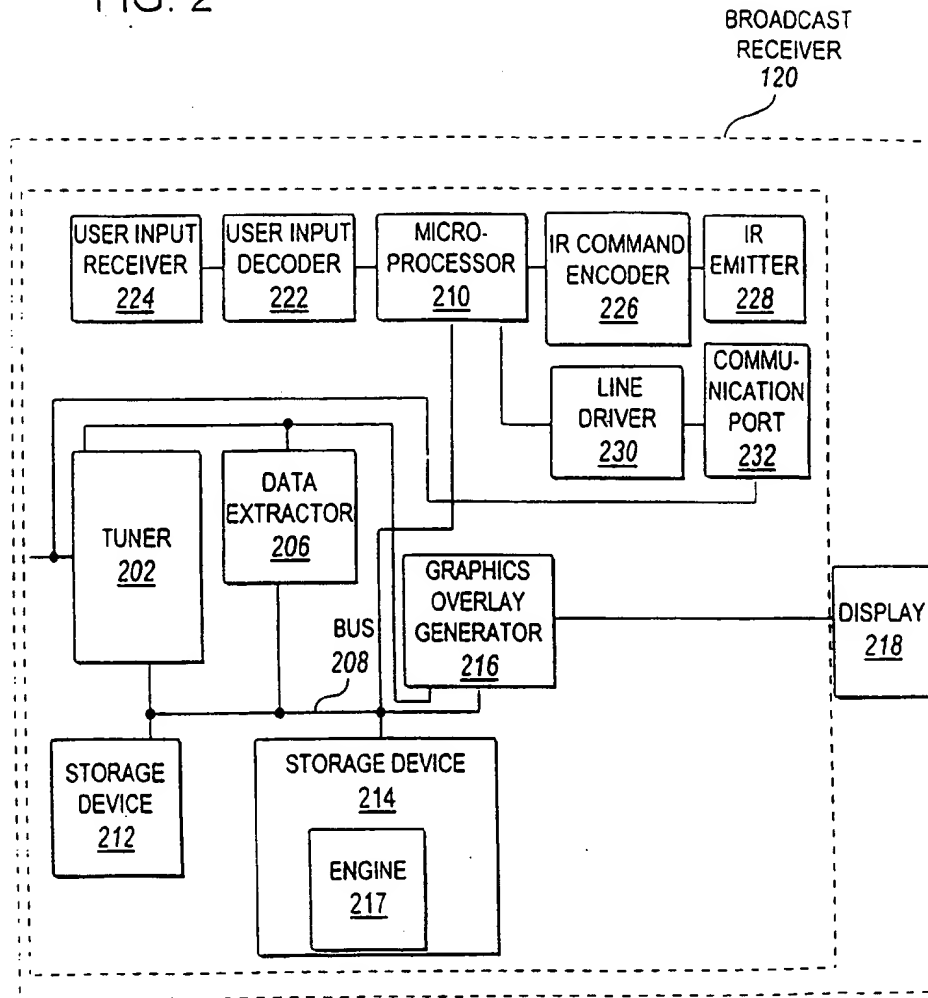 FIG. 2
BROADCAST
RECEIVER
120
USER INPUT
RECEIVER
224
USER INPUT
DECODER
222
MICRO-
PROCESSOR
210
IR COMMAND
ENCODER
226
IR
EMITTER
228
LINE
DRIVER
230
COMMU-
NICATION
PORT
232
TUNER
202
DATA
EXTRACTOR
206
GRAPHICS
OVERLAY
GENERATOR
216
DISPLAY
218
BUS
208
STORAGE
DEVICE
212
STORAGE DEVICE
214
ENGINE
217